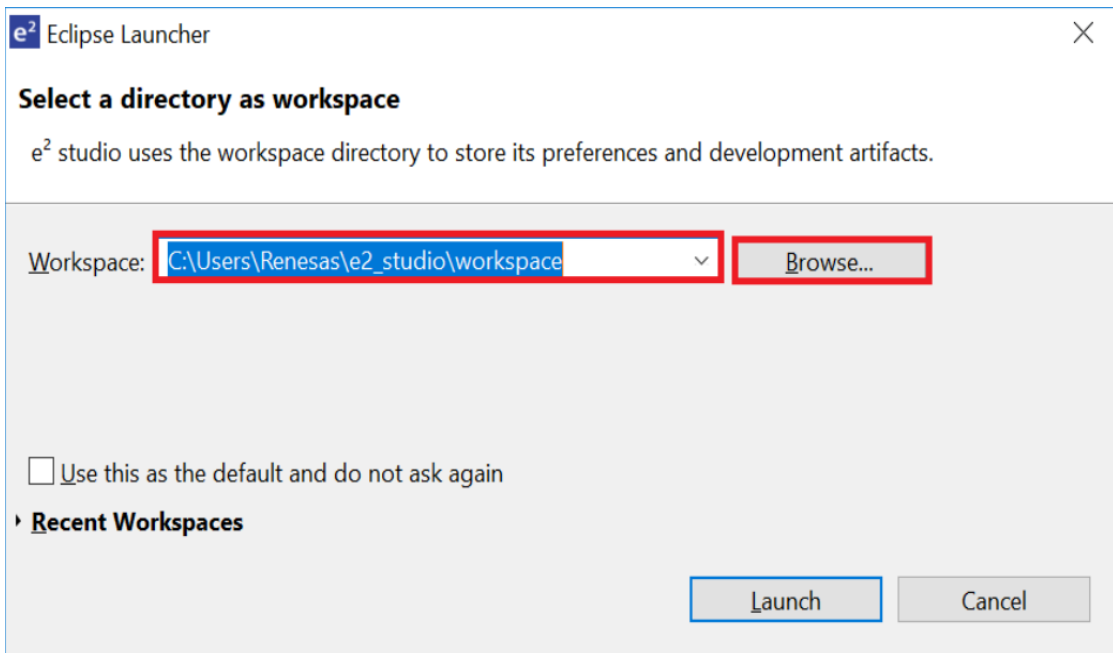 e² Eclipse Launcher
Select a directory as workspace
e² studio uses the workspace directory to store its preferences and development artifacts.
Workspace: C:\Users\Renesas\e2_studio\workspace Browse...
Use this as the default and do not ask again
Recent Workspaces
Launch Cancel